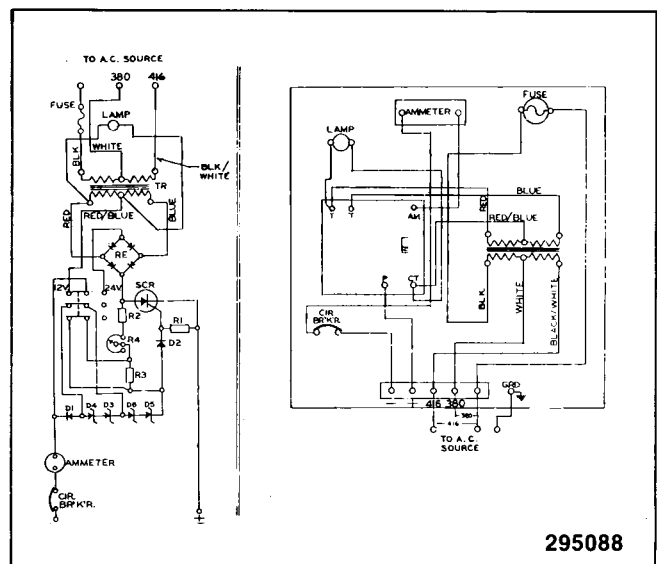 TO A.C. SOURCE
380 416
FUSE
LAMP
BLK
WHITE
BLK/
WHITE
TR
RED
RED/BLUE
BLUE
RE
12V
24V
SCR
R2
R1
R4
D2
R3
D1 D4 D3 D6 D5
AMMETER
CIR.
BR'K'R.
AMMETER
FUSE
LAMP
BLUE
T T AM
RED
RED/BLUE
CT
BLK
WHITE
BLACK/WHITE
CIR
BR'K'R.
416 380
GRD
380
416
TO A.C.
SOURCE
295088